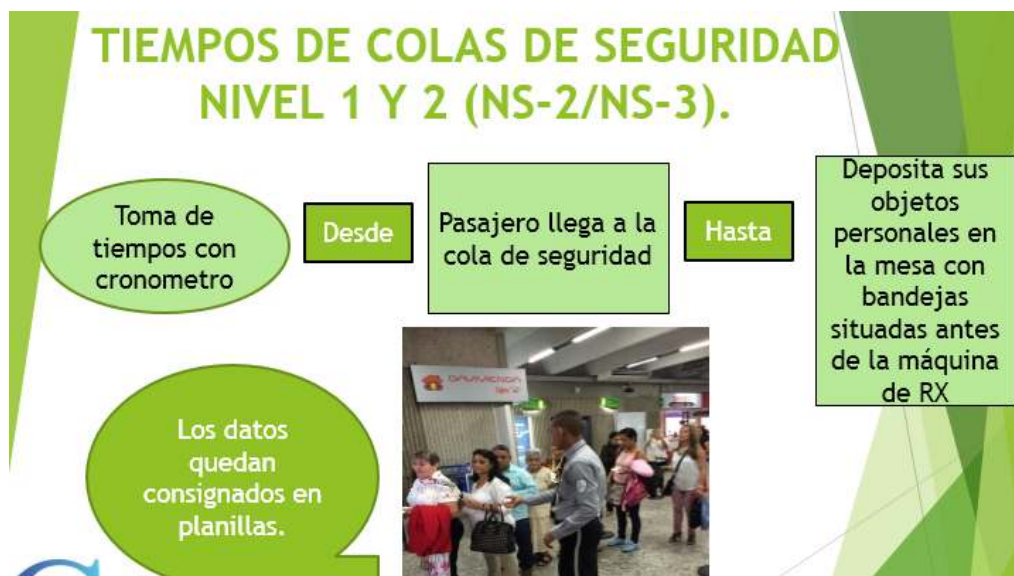 TIEMPOS DE COLAS DE SEGURIDAD
NIVEL 1 Y 2 (NS-2/NS-3).
Toma de
tiempos con
cronometro
Desde
Pasajero llega a la
cola de seguridad
Hasta
Deposita sus
objetos
personales en
la mesa con
bandejas
situadas antes
de la máquina
de RX
Los datos
quedan
consignados en
planillas.
DAVIVIENDA